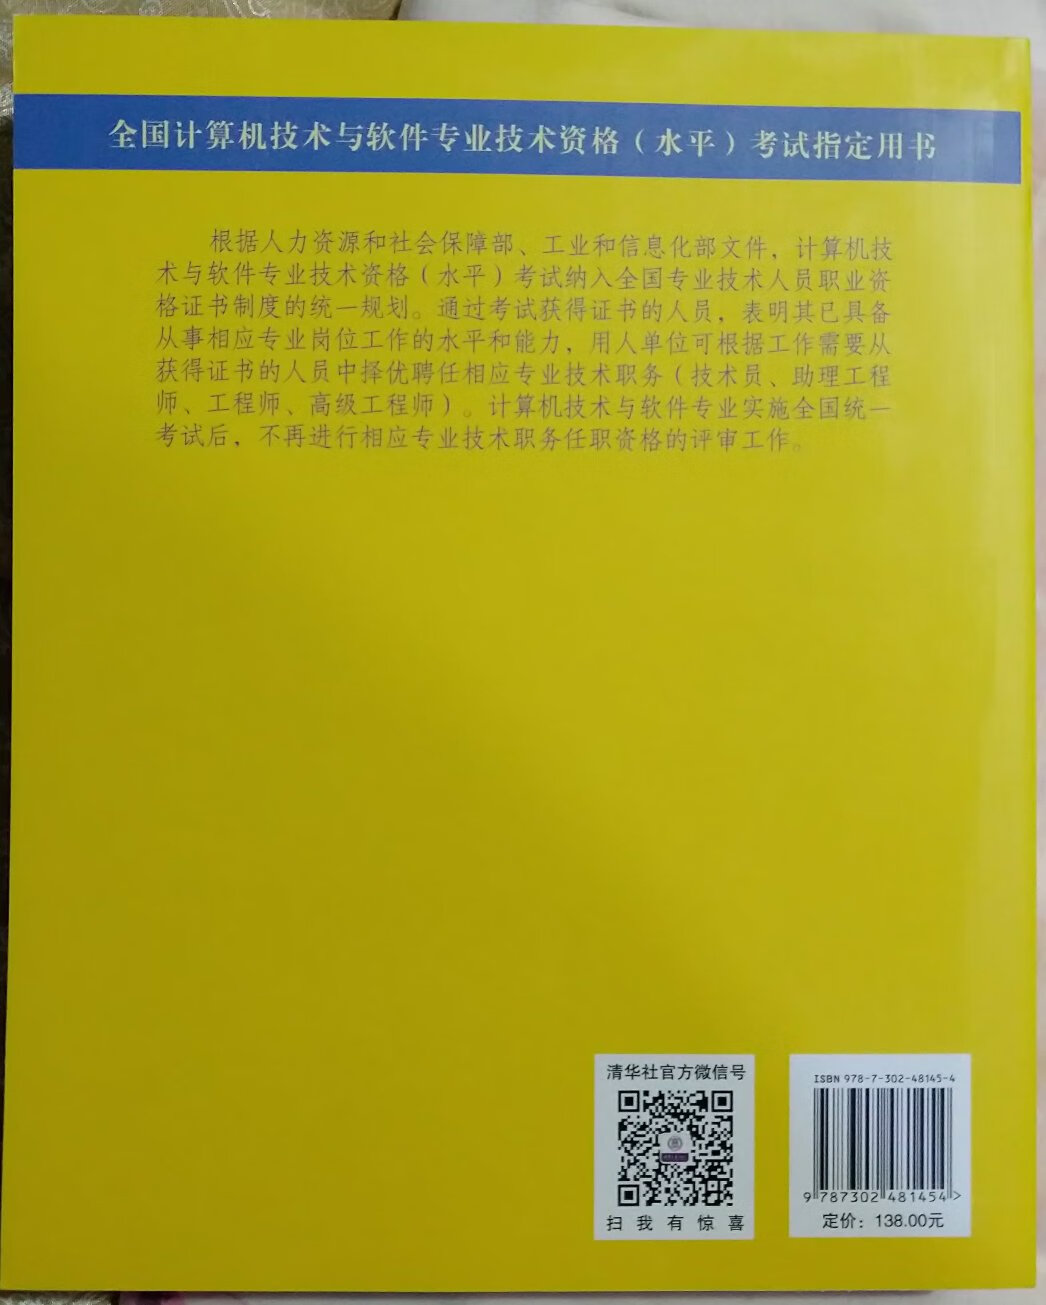 全国计算机技术与软件专业技术资格（水平）考试指定用书
根据人力资源和社会保障部、工业和信息化部文件，计算机技
术与软件专业技术资格（水平）考试纳入全国专业技术人员职业资
格证书制度的统一规划。通过考试获得证书的人员，表明其已具备
从事相应专业岗位工作的水平和能力，用人单位可根据工作需要从
获得证书的人员中择优聘任相应专业技术职务（技术员、助理工程
师、工程师、高级工程师）。计算机技术与软件专业实施全国统一
考试后，不再进行相应专业技术职务任职资格的评审工作。
清华社官方微信号
扫我有惊喜
ISBN 978-7-302-48145-4
9 787302 481454 >
定价：138.00元